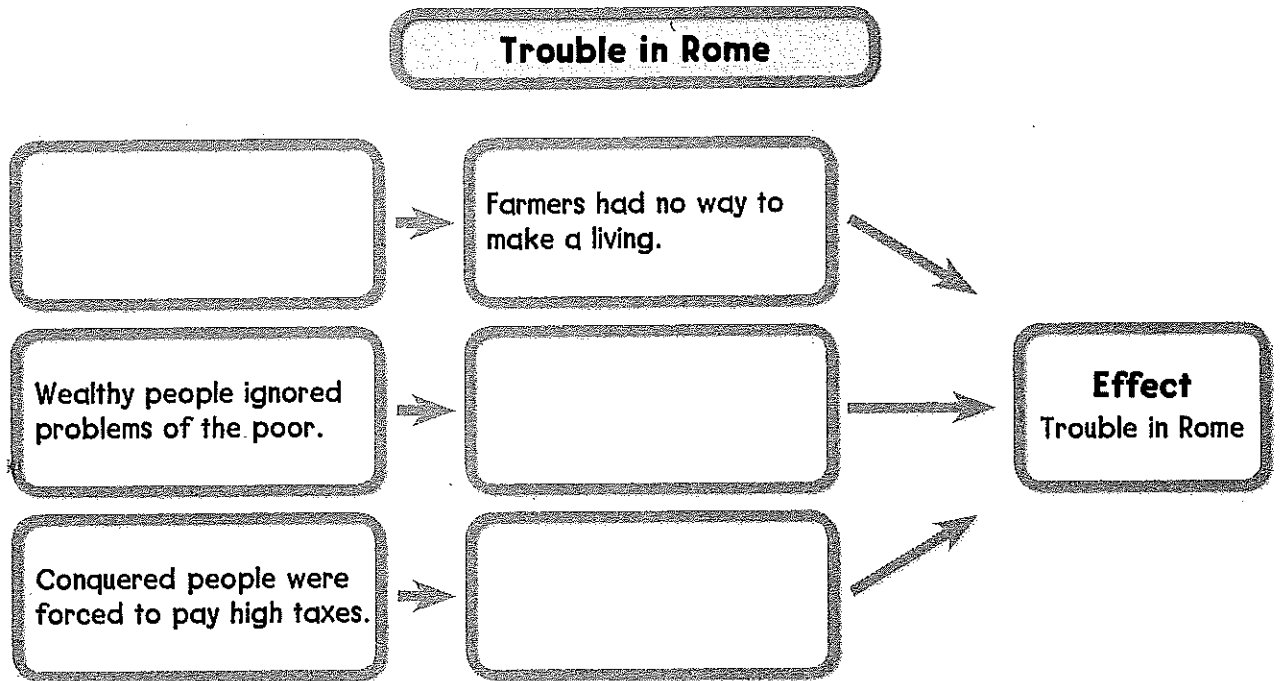 Trouble in Rome
Farmers had no way to
make a living.
Wealthy people ignored
problems of the poor.
Conquered people were
forced to pay high taxes.
Effect
Trouble in Rome